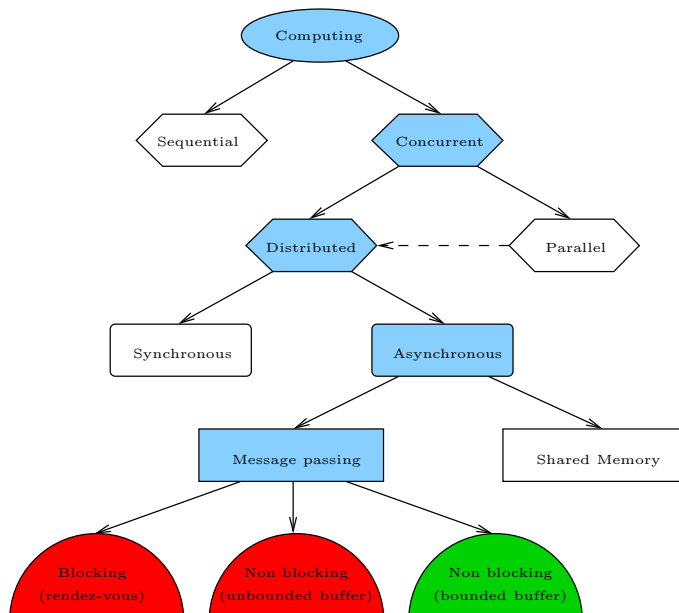 Computing
Sequential
Concurrent
Distributed
Parallel
Synchronous
Asynchronous
Message passing
Shared Memory
Blocking
(rendez-vous)
Non blocking
(unbounded buffer)
Non blocking
(bounded buffer)